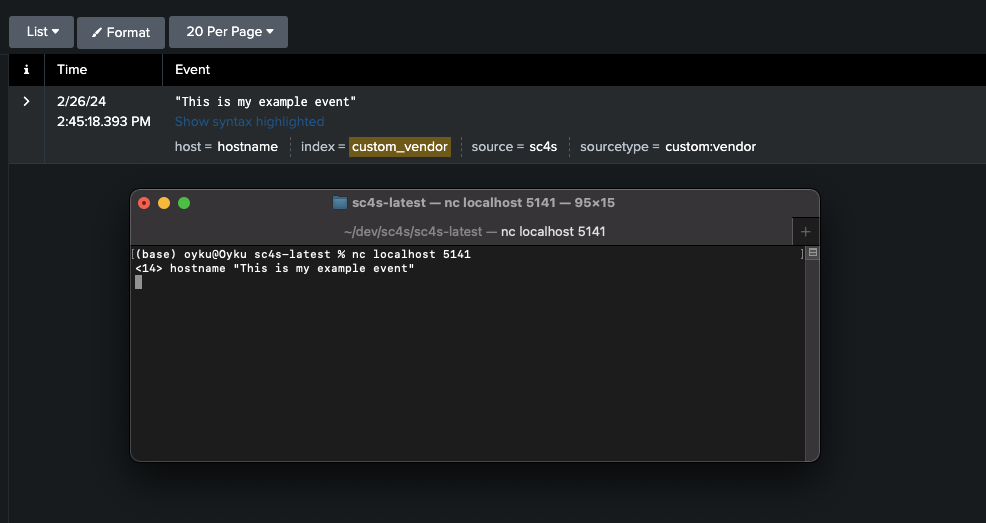 List Format 20 Per Page
i Time Event
2/26/24 "This is my example event"
2:45:18.393 PM Show syntax highlighted
host = hostname index = custom_vendor source = sc4s sourcetype = custom:vendor
sc4s-latest — nc localhost 5141 — 95×15
~/dev/sc4s/sc4s-latest — nc localhost 5141 +
[(base) oyku@Oyku sc4s-latest % nc localhost 5141 ]
<14> hostname "This is my example event"